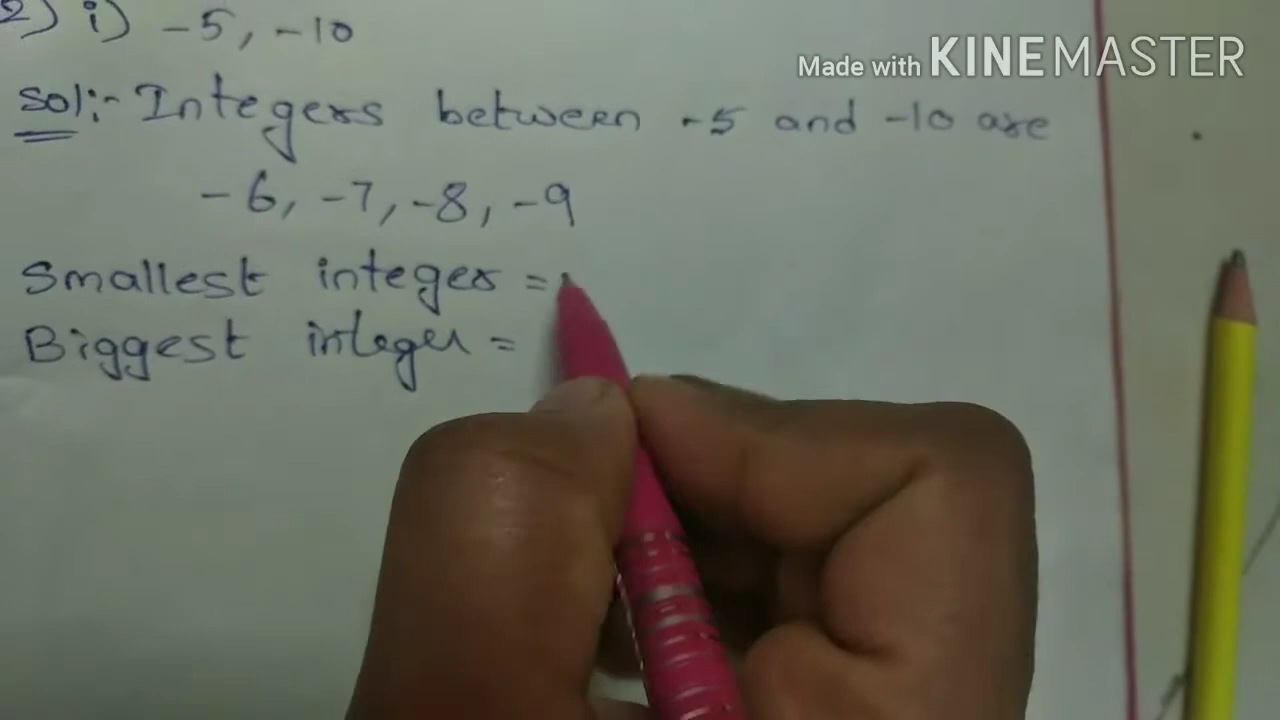 2) i) -5, -10
Made with KINEMASTER
Sol:- Integers between -5 and -10 are
-6, -7, -8, -9
Smallest integer =
Biggest integer =